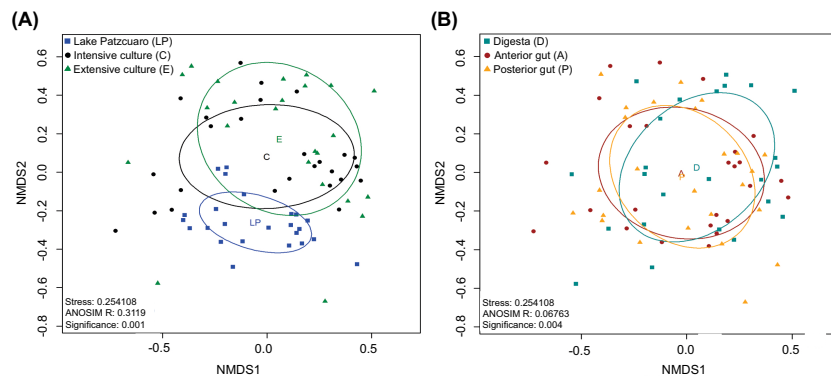 (A)
Lake Patzcuaro (LP)
Intensive culture (C)
Extensive culture (E)
E
C
LP
Stress: 0.254108
ANOSIM R: 0.3119
Significance: 0.001
NMDS2
0.6
0.4
0.2
0.0
-0.2
-0.4
-0.6
-0.8
-0.5
0.0
0.5
NMDS1
(B)
Digesta (D)
Anterior gut (A)
Posterior gut (P)
A
D
Stress: 0.254108
ANOSIM R: 0.06763
Significance: 0.004
NMDS2
0.6
0.4
0.2
0.0
-0.2
-0.4
-0.6
-0.8
-0.5
0.0
0.5
NMDS1